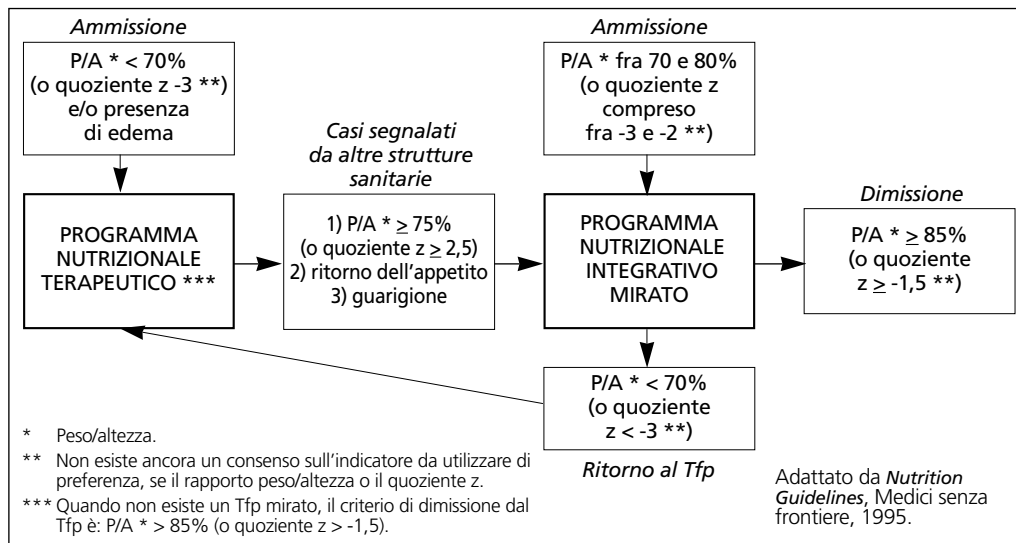 Ammissione
P/A * < 70%
(o quoziente z -3 **)
e/o presenza
di edema
PROGRAMMA
NUTRIZIONALE
TERAPEUTICO ***
Casi segnalati
da altre strutture
sanitarie
1) P/A * ≥ 75%
(o quoziente z ≥ 2,5)
2) ritorno dell’appetito
3) guarigione
Ammissione
P/A * fra 70 e 80%
(o quoziente z
compreso
fra -3 e -2 **)
PROGRAMMA
NUTRIZIONALE
INTEGRATIVO
MIRATO
Dimissione
P/A * ≥ 85%
(o quoziente
z ≥ -1,5 **)
P/A * < 70%
(o quoziente
z < -3 **)
Ritorno al Tfp
* Peso/altezza.
** Non esiste ancora un consenso sull’indicatore da utilizzare di
preferenza, se il rapporto peso/altezza o il quoziente z.
*** Quando non esiste un Tfp mirato, il criterio di dimissione dal
Tfp è: P/A * > 85% (o quoziente z > -1,5).
Adattato da Nutrition
Guidelines, Medici senza
frontiere, 1995.